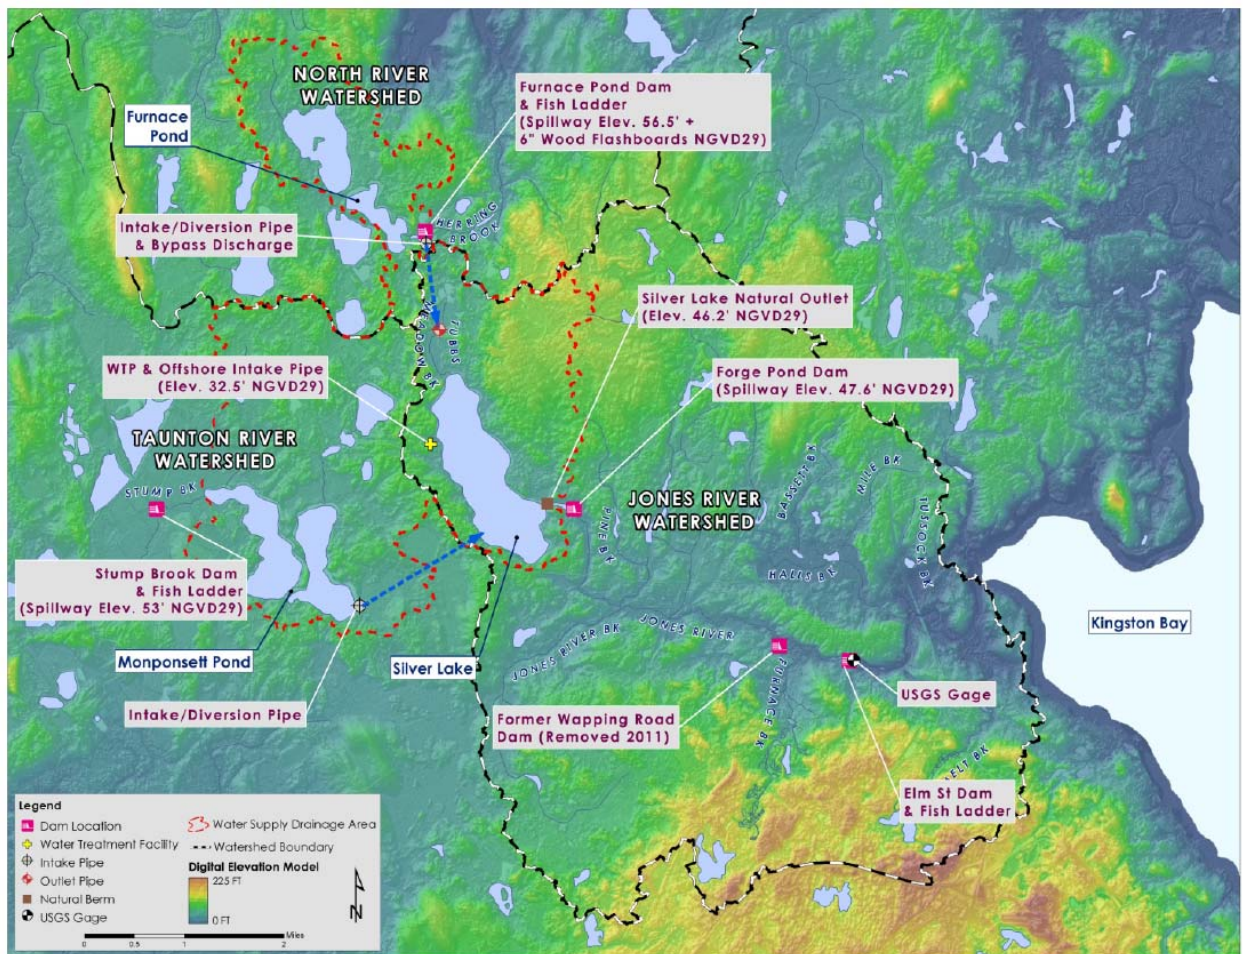 NORTH RIVER
WATERSHED
Furnace Pond Dam
& Fish Ladder
(Spillway Elev. 56.5' +
6" Wood Flashboards NGVD29)
Furnace
Pond
Intake/Diversion Pipe
& Bypass Discharge
HERRING
BROOK
Silver Lake Natural Outlet
(Elev. 46.2' NGVD29)
MEADOW BK
TUBBS
WTP & Offshore Intake Pipe
(Elev. 32.5' NGVD29)
Forge Pond Dam
(Spillway Elev. 47.6' NGVD29)
TAUNTON RIVER
WATERSHED
STUMP BK
JONES RIVER
WATERSHED
PINE BK
BASSETT BK
MILE BK
TUSSOCK BK
HALLS BK
Stump Brook Dam
& Fish Ladder
(Spillway Elev. 53' NGVD29)
Kingston Bay
JONES RIVER BK
JONES RIVER
Monponsett Pond
Silver Lake
FURNACE BK
USGS Gage
Intake/Diversion Pipe
Former Wapping Road
Dam (Removed 2011)
ELT BK
Elm St Dam
& Fish Ladder
Legend
Dam Location
Water Treatment Facility
Intake Pipe
Outlet Pipe
Natural Berm
USGS Gage
Water Supply Drainage Area
Watershed Boundary
Digital Elevation Model
225 FT
0 FT
N
Miles
0 0.5 1 2